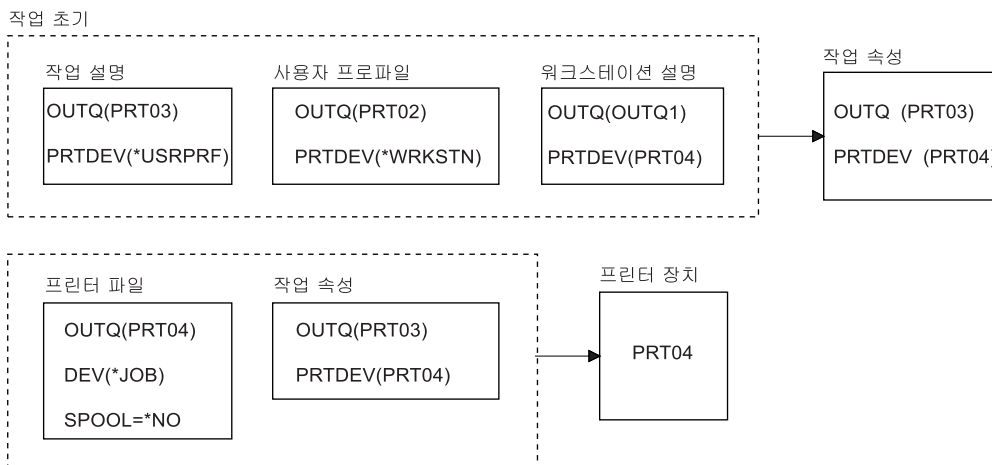 작업 초기
작업 설명
OUTQ(PRT03)
PRTDEV(*USRPRF)
사용자 프로파일
OUTQ(PRT02)
PRTDEV(*WRKSTN)
워크스테이션 설명
OUTQ(OUTQ1)
PRTDEV(PRT04)
작업 속성
OUTQ (PRT03)
PRTDEV (PRT04)
프린터 파일
OUTQ(PRT04)
DEV(*JOB)
SPOOL=*NO
작업 속성
OUTQ(PRT03)
PRTDEV(PRT04)
프린터 장치
PRT04